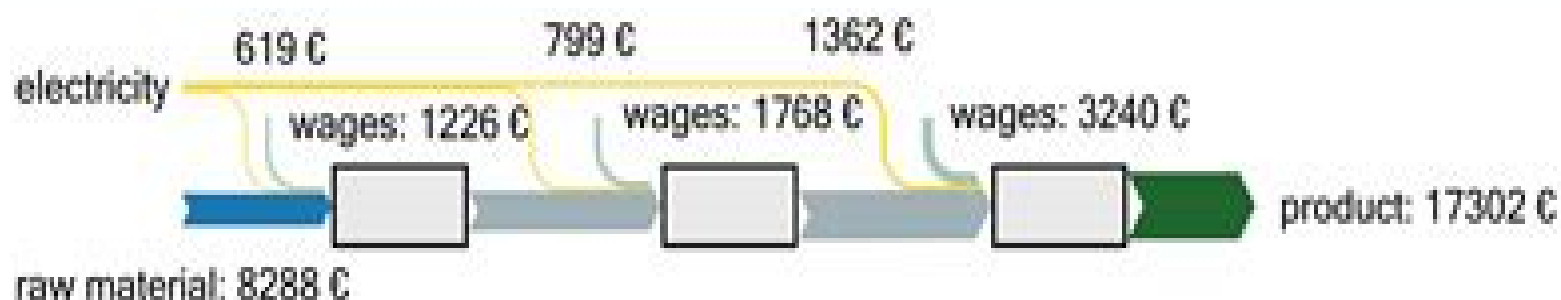 619 € 799 € 1362 €
electricity
wages: 1226 € wages: 1768 € wages: 3240 €
product: 17302 €
raw material: 8288 €